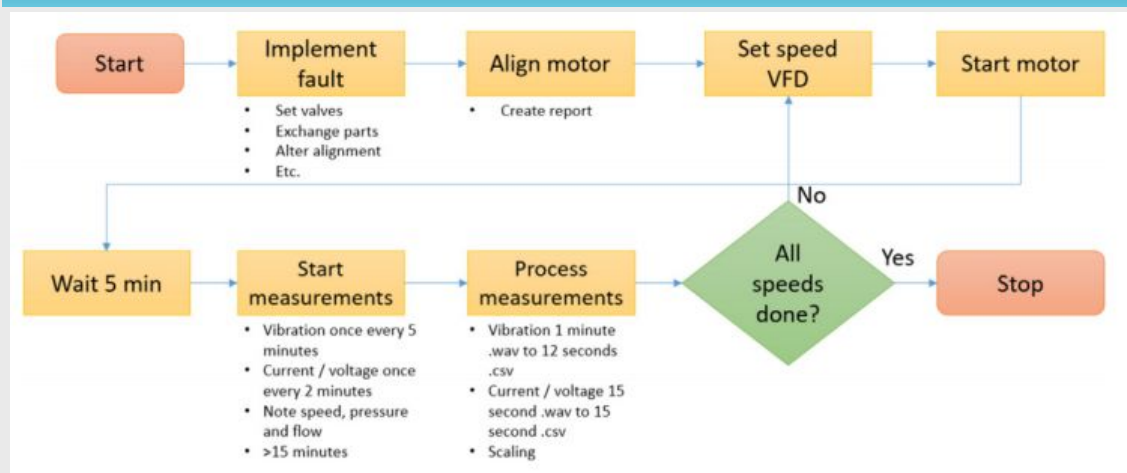 Start
Implement
fault
• Set valves
• Exchange parts
• Alter alignment
• Etc.
Align motor
• Create report
Set speed
VFD
Start motor
Wait 5 min
Start
measurements
• Vibration once every 5
minutes
• Current / voltage once
every 2 minutes
• Note speed, pressure
and flow
• >15 minutes
Process
measurements
• Vibration 1 minute
.wav to 12 seconds
.csv
• Current / voltage 15
second .wav to 15
second .csv
• Scaling
All
speeds
done?
No
Yes
Stop